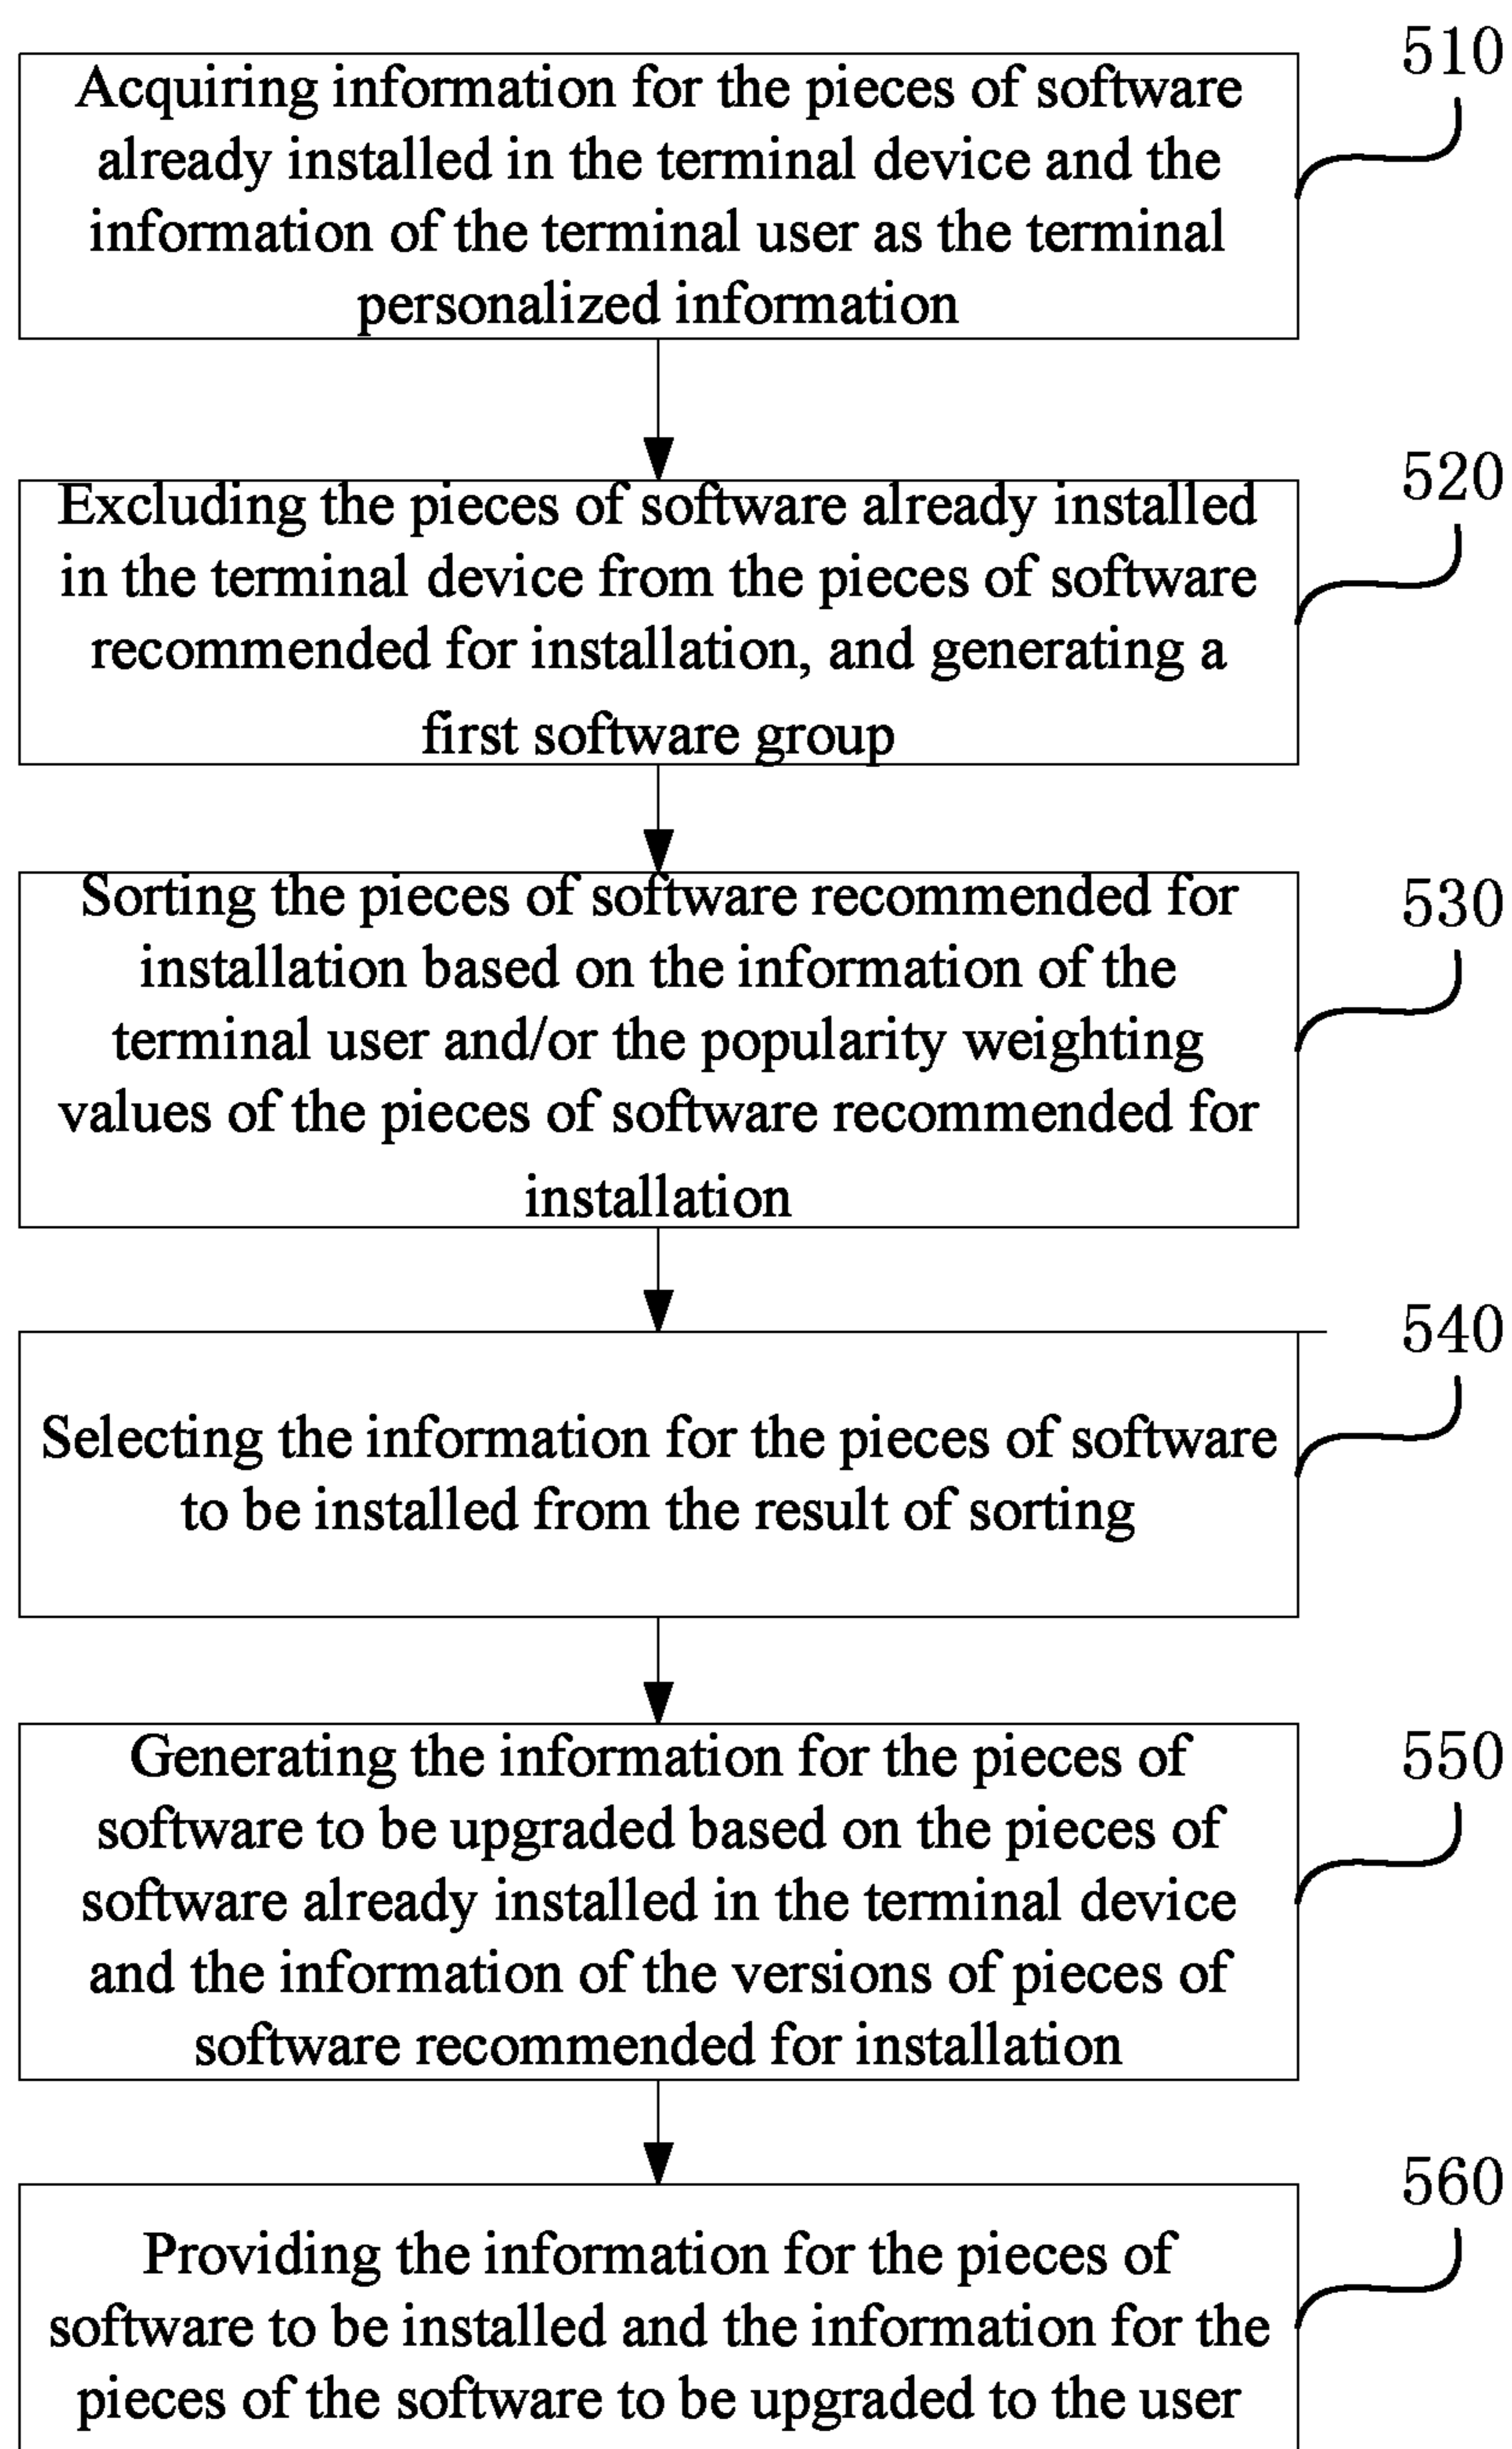 510
Acquiring information for the pieces of software
already installed in the terminal device and the
information of the terminal user as the terminal
personalized information
520
Excluding the pieces of software already installed
in the terminal device from the pieces of software
recommended for installation, and generating a
first software group
530
Sorting the pieces of software recommended for
installation based on the information of the
terminal user and/or the popularity weighting
values of the pieces of software recommended for
installation
540
Selecting the information for the pieces of software
to be installed from the result of sorting
550
Generating the information for the pieces of
software to be upgraded based on the pieces of
software already installed in the terminal device
and the information of the versions of pieces of
software recommended for installation
560
Providing the information for the pieces of
software to be installed and the information for the
pieces of the software to be upgraded to the user